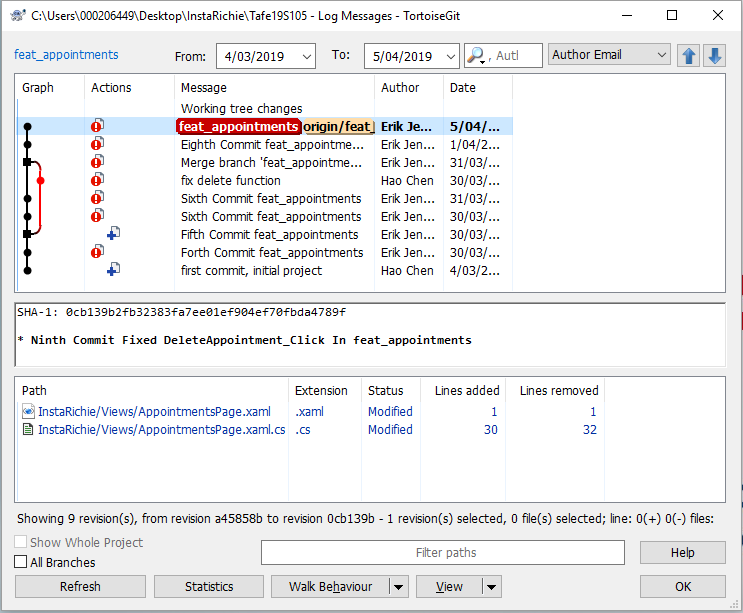 C:\Users\000206449\Desktop\InstaRichie\Tafe19S105 - Log Messages - TortoiseGit
feat_appointments From: 4/03/2019 To: 5/04/2019 , Autl Author Email
Graph Actions Message Author Date
Working tree changes
feat_appointments origin/feat_ Erik Je... 5/04/...
Eighth Commit feat_appointme... Erik Jen... 1/04/2...
Merge branch 'feat_appointme... Erik Jen... 31/03/...
fix delete function Hao Chen 30/03/...
Sixth Commit feat_appointments Erik Jen... 31/03/...
Sixth Commit feat_appointments Erik Jen... 30/03/...
Fifth Commit feat_appointments Erik Jen... 30/03/...
Forth Commit feat_appointments Erik Jen... 30/03/...
first commit, initial project Hao Chen 4/03/2...
SHA-1: 0cb139b2fb32383fa7ee01ef904ef70fbda4789f
* Ninth Commit Fixed DeleteAppointment_Click In feat_appointments
Path Extension Status Lines added Lines removed
InstaRichie/Views/AppointmentsPage.xaml .xaml Modified 1 1
InstaRichie/Views/AppointmentsPage.xaml.cs .cs Modified 30 32
Showing 9 revision(s), from revision a45858b to revision 0cb139b - 1 revision(s) selected, 0 file(s) selected; line: 0(+) 0(-) files:
Show Whole Project
All Branches
Filter paths
Help
Refresh Statistics Walk Behaviour View OK